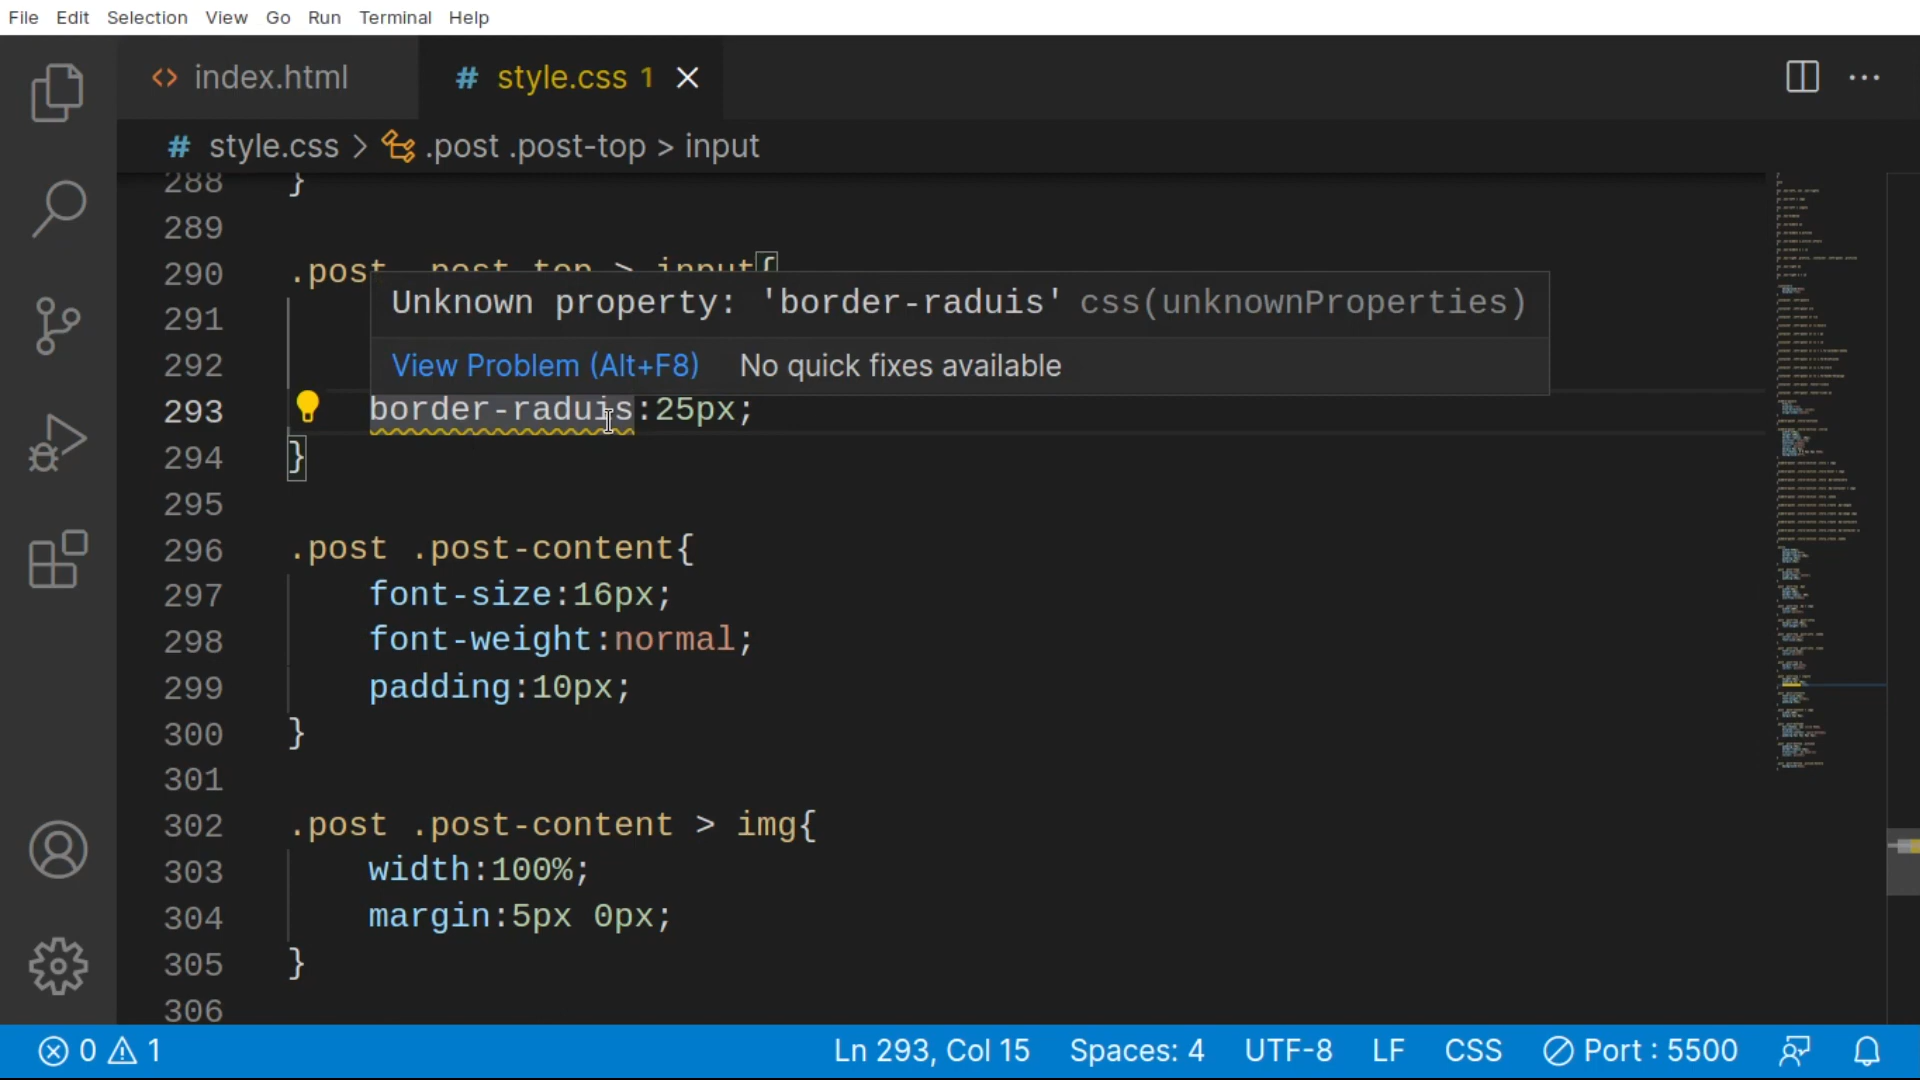 File Edit Selection View Go Run Terminal Help
index.html # style.css 1
# style.css > .post .post-top > input
288 }
289
290 .post .post-top > input{
Unknown property: 'border-raduis' css(unknownProperties)
291
292
View Problem (Alt+F8) No quick fixes available
293 border-raduis:25px;
294 }
295
296 .post .post-content{
297 font-size:16px;
298 font-weight:normal;
299 padding:10px;
300 }
301
302 .post .post-content > img{
303 width:100%;
304 margin:5px 0px;
305 }
306
0 1 Ln 293, Col 15 Spaces: 4 UTF-8 LF CSS Port : 5500